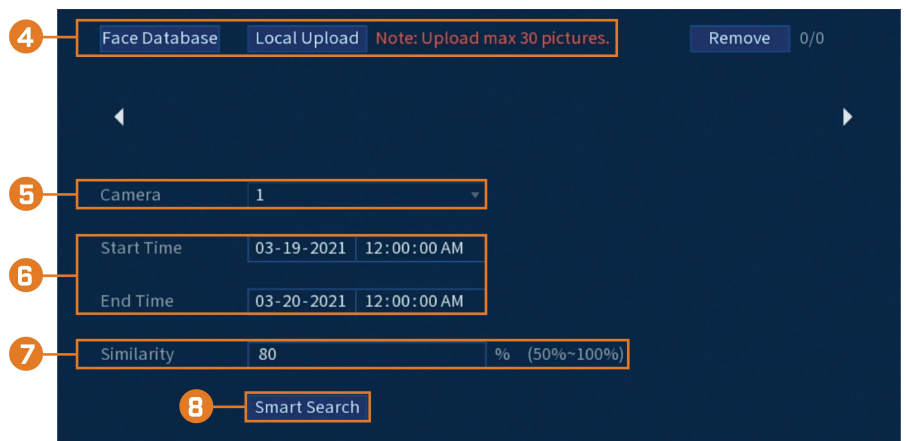 4 Face Database Local Upload Note: Upload max 30 pictures. Remove 0/0
5 Camera 1
Start Time 03-19-2021 12:00:00 AM
6
End Time 03-20-2021 12:00:00 AM
7 Similarity 80 % (50%~100%)
8 Smart Search